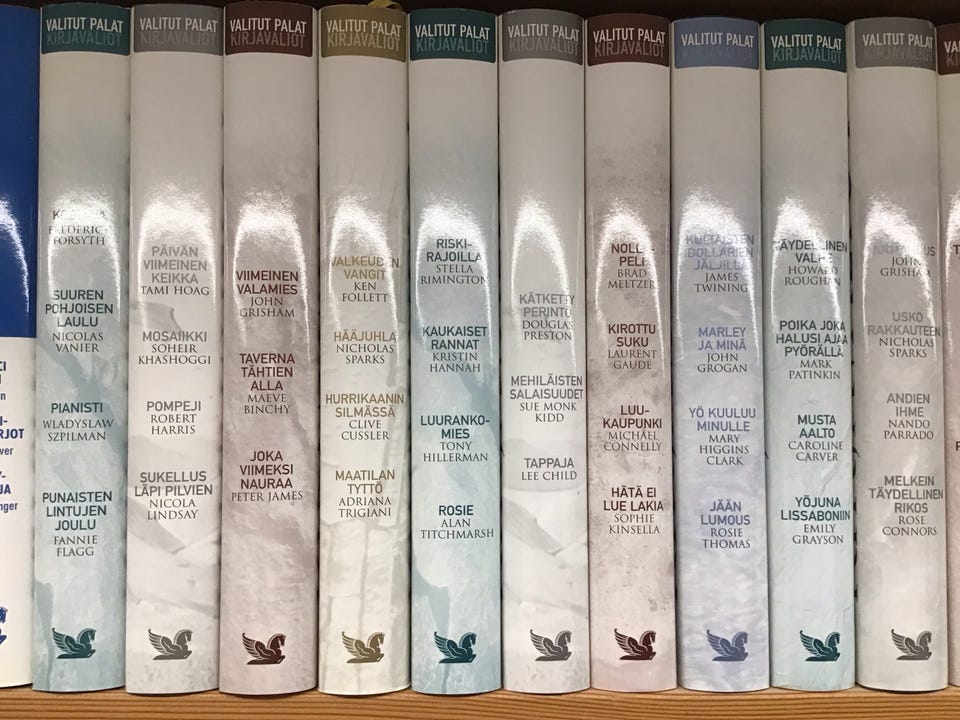 VALITUT PALAT
KIRJAVALIOT
FREDERICK
FORSYTH
SUUREN
POHJOISEN
LAULU
NICOLAS
VANIER
PIANISTI
WLADYSLAW
SZPILMAN
PUNAISTEN
LINTUJEN
JOULU
FANNIE
FLAGG
VALITUT PALAT
KIRJAVALIOT
PÄIVÄN
VIIMEINEN
KEIKKA
TAMI HOAG
MOSAIIKKI
SOHEIR
KHASHOGGI
POMPEJI
ROBERT
HARRIS
SUKELLUS
LÄPI PILVIEN
NICOLA
LINDSAY
VALITUT PALAT
KIRJAVALIOT
VIIMEINEN
VALAMIES
JOHN
GRISHAM
TAVERNA
TÄHTIEN
ALLA
MAEVE
BINCHY
JOKA
VIIMEKSI
NAURAA
PETER JAMES
VALITUT PALAT
KIRJAVALIOT
VALKEUDEN
VANGIT
KEN
FOLLETT
HÄÄJUHLA
NICHOLAS
SPARKS
HURRIKAANIN
SILMÄSSÄ
CLIVE
CUSSLER
MAATILAN
TYTTÖ
ADRIANA
TRIGIANI
VALITUT PALAT
KIRJAVALIOT
RISKI-
RAJOILLA
STELLA
RIMINGTON
KAUKAISET
RANNAT
KRISTIN
HANNAH
LUURANKO-
MIES
TONY
HILLERMAN
ROSIE
ALAN
TITCHMARSH
VALITUT PALAT
KIRJAVALIOT
KÄTKETTY
PERINTÖ
DOUGLAS
PRESTON
MEHILÄISTEN
SALAISUUDET
SUE MONK
KIDD
TAPPAJA
LEE CHILD
VALITUT PALAT
KIRJAVALIOT
BRAD
MELTZER
KIROTTU
SUKU
LAURENT
GAUDE
LUU-
KAUPUNKI
MICHAEL
CONNELLY
HÄTÄ EI
LUE LAKIA
SOPHIE
KINSELLA
VALITUT PALAT
KIRJAVALIOT
KULTAISTEN
DOLLARIEN
JÄLJILLÄ
JAMES
TWINING
MARLEY
JA MINÄ
JOHN
GROGAN
YÖ KUULUU
MINULLE
MARY
HIGGINS
CLARK
JÄÄN
LUMOUS
ROSIE
THOMAS
VALITUT PALAT
KIRJAVALIOT
TÄYDELLINEN
VALHE
HOWARD
ROUGHAN
POIKA JOKA
HALUSI AJAA
PYÖRÄLLÄ
MARK
PATINKIN
MUSTA
AALTO
CAROLINE
CARVER
YÖJUNA
LISSABONIIN
EMILY
GRAYSON
VALITUT PALAT
KIRJAVALIOT
JOHN
GRISHAM
USKO
RAKKAUTEEN
NICHOLAS
SPARKS
ANDIEN
IHME
NANDO
PARRADO
MELKEIN
TÄYDELLINEN
RIKOS
ROSE
CONNORS